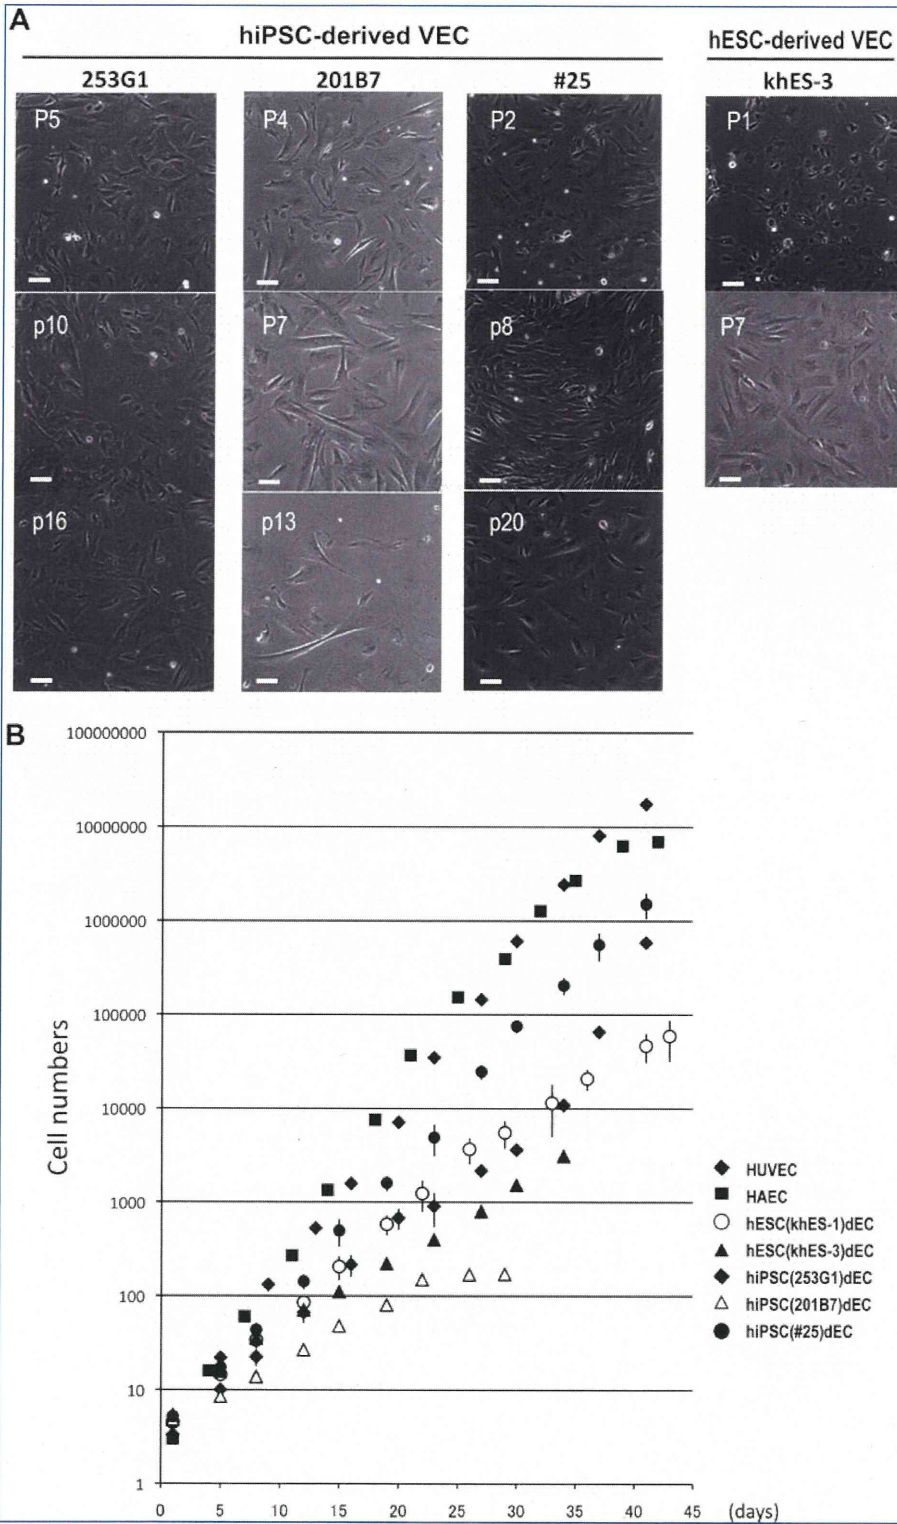 A
hiPSC-derived VEC
hESC-derived VEC
253G1
201B7
#25
khES-3
P5
P4
P2
P1
p10
P7
p8
P7
p16
p13
p20
B
100000000
10000000
1000000
100000
10000
1000
100
10
1
Cell numbers
0 5 10 15 20 25 30 35 40 45 (days)
HUVEC
HAEC
hESC(khES-1)dEC
hESC(khES-3)dEC
hiPSC(253G1)dEC
hiPSC(201B7)dEC
hiPSC(#25)dEC